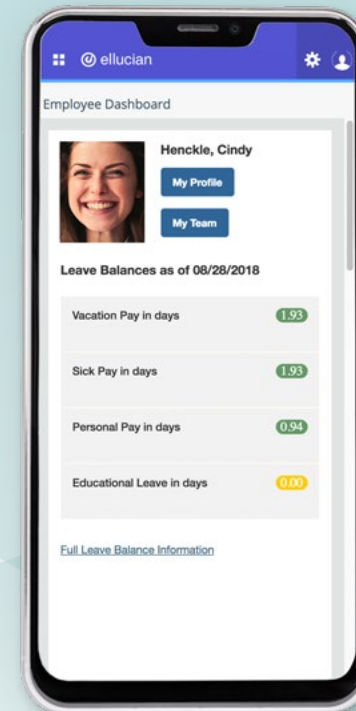 ellucian
Employee Dashboard
Henckle, Cindy
My Profile
My Team
Leave Balances as of 08/28/2018
Vacation Pay in days 1.93
Sick Pay in days 1.93
Personal Pay in days 0.94
Educational Leave in days 0.00
Full Leave Balance Information